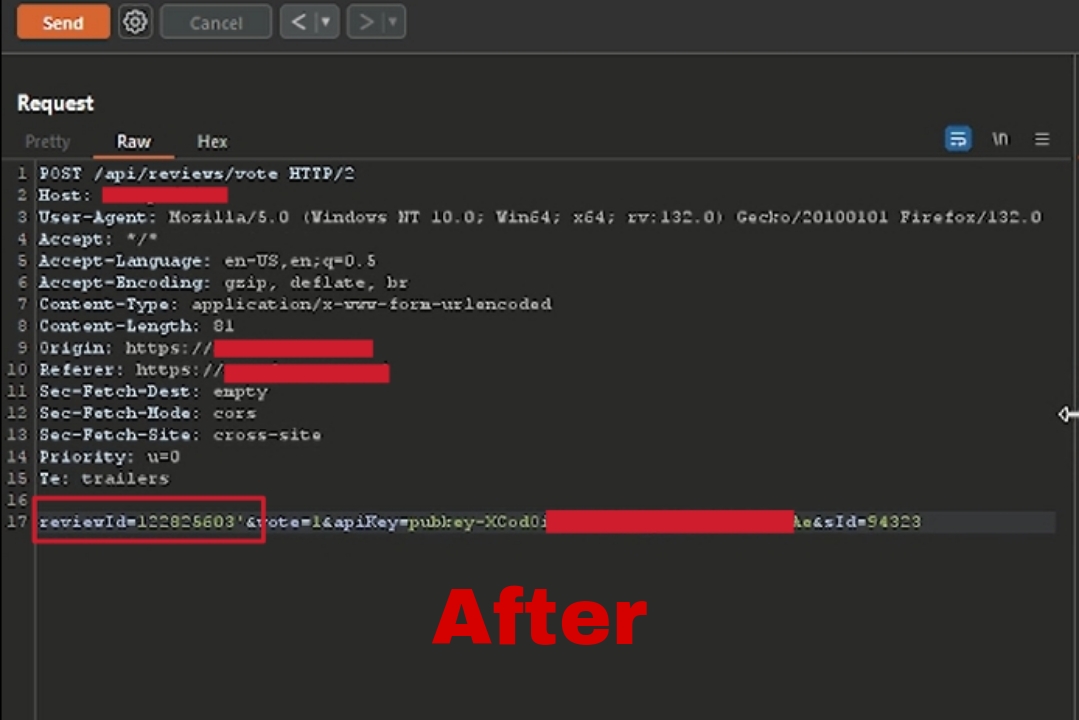 Send Cancel < | ▼ > | ▼
Request
Pretty Raw Hex \n ≡
1 POST /api/reviews/vote HTTP/2
2 Host:
3 User-Agent: Mozilla/5.0 (Windows NT 10.0; Win64; x64; rv:132.0) Gecko/20100101 Firefox/132.0
4 Accept: */*
5 Accept-Language: en-US,en;q=0.5
6 Accept-Encoding: gzip, deflate, br
7 Content-Type: application/x-www-form-urlencoded
8 Content-Length: 81
9 Origin: https://
10 Referer: https://
11 Sec-Fetch-Dest: empty
12 Sec-Fetch-Mode: cors
13 Sec-Fetch-Site: cross-site
14 Priority: u=0
15 Te: trailers
16
17 reviewId=122825603'&vote=1&apiKey=pubkey-XCod0i Ae&sId=94323
After